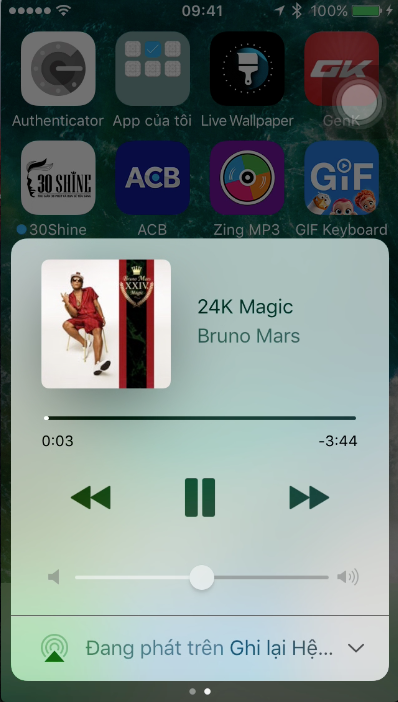 09:41
100%
Authenticator
App của tôi
Live Wallpaper
GenK
GK
30 SHINE
ACB
GIF
30Shine
ACB
Zing MP3
GIF Keyboard
Bruno Mars
XXIV
Magic
24K Magic
Bruno Mars
0:03
-3:44
Đang phát trên Ghi lại Hệ...